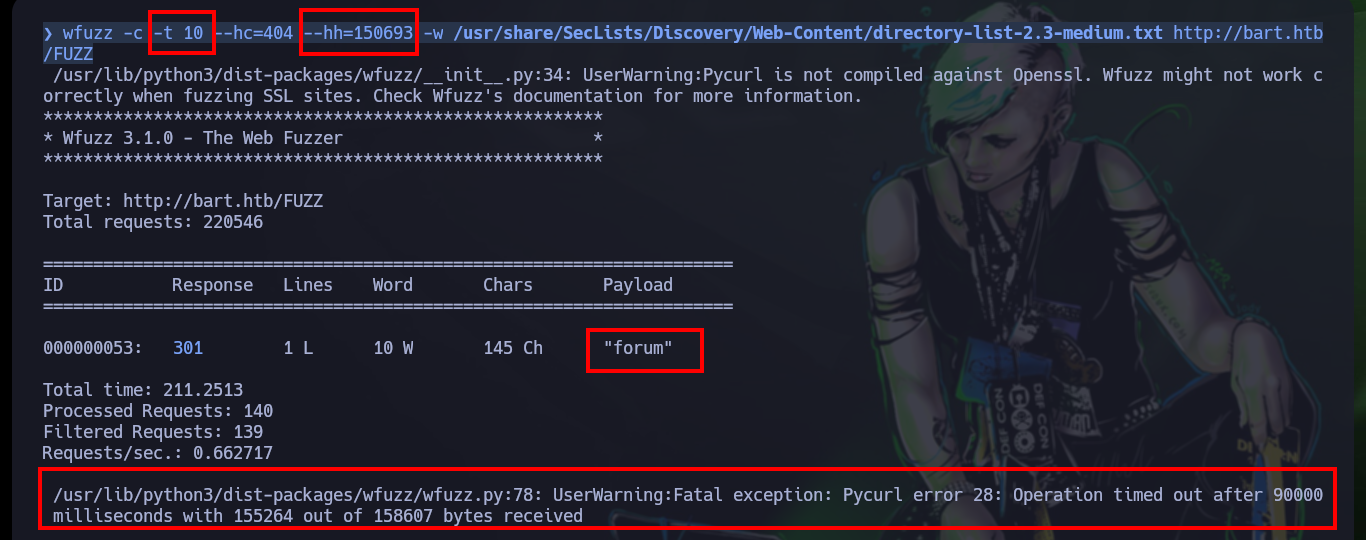 ❯ wfuzz -c -t 10 --hc=404 --hh=150693 -w /usr/share/SecLists/Discovery/Web-Content/directory-list-2.3-medium.txt http://bart.htb
/FUZZ
/usr/lib/python3/dist-packages/wfuzz/__init__.py:34: UserWarning:Pycurl is not compiled against Openssl. Wfuzz might not work c
orrectly when fuzzing SSL sites. Check Wfuzz's documentation for more information.
********************************************************
* Wfuzz 3.1.0 - The Web Fuzzer                         *
********************************************************
Target: http://bart.htb/FUZZ
Total requests: 220546
=====================================================================
ID           Response   Lines    Word       Chars       Payload
=====================================================================
000000053:   301        1 L      10 W       145 Ch      "forum"
Total time: 211.2513
Processed Requests: 140
Filtered Requests: 139
Requests/sec.: 0.662717
/usr/lib/python3/dist-packages/wfuzz/wfuzz.py:78: UserWarning:Fatal exception: Pycurl error 28: Operation timed out after 90000
milliseconds with 155264 out of 158607 bytes received
DEF CON
DEF CON